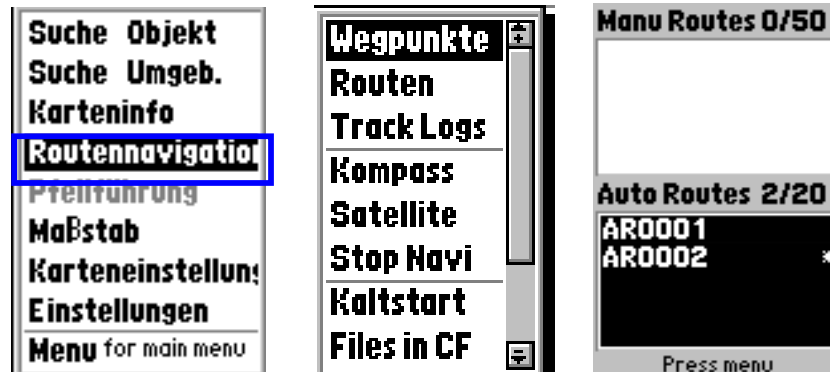 Suche Objekt
Suche Umgeb.
Karteninfo
Routennavigation
Pfeilführung
Maßstab
Karteneinstellung
Einstellungen
Menu for main menu
Wegpunkte
Routen
Track Logs
Kompass
Satellite
Stop Navi
Kaltstart
Files in CF
Manu Routes 0/50
Auto Routes 2/20
AR0001
AR0002 *
Press menu